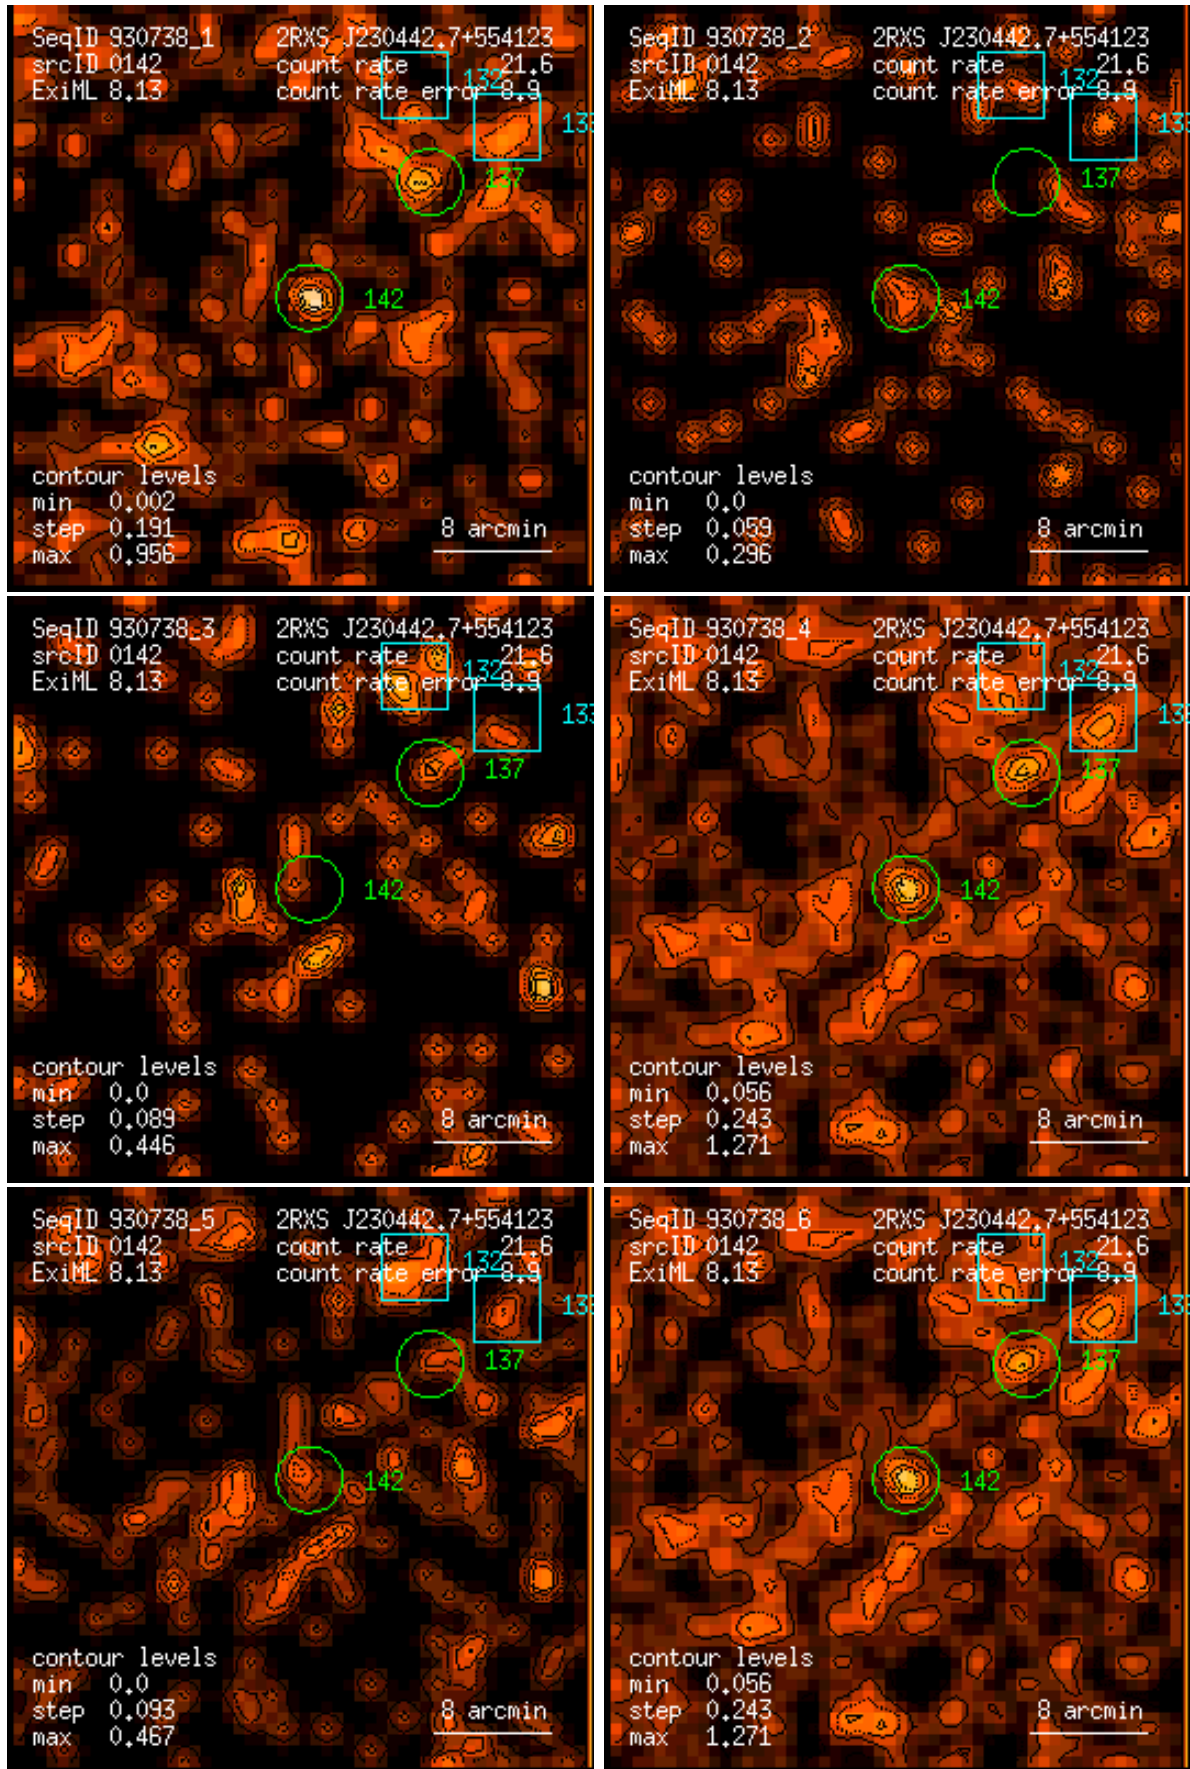 SeqID 930738_1 2RXS J230442.7+554123
srcID 0142 count rate 21.6
ExiML 8.13 count rate error 8.9
132
133
137
142
contour levels
min 0.002
step 0.191
max 0.956
8 arcmin
SeqID 930738_2 2RXS J230442.7+554123
srcID 0142 count rate 21.6
ExiML 8.13 count rate error 8.9
132
13
137
142
contour levels
min 0.0
step 0.059
max 0.296
8 arcmin
SeqID 930738_3 2RXS J230442.7+554123
srcID 0142 count rate 21.6
ExiML 8.13 count rate error 8.9
132
133
137
142
contour levels
min 0.0
step 0.089
max 0.446
8 arcmin
SeqID 930738_4 2RXS J230442.7+554123
srcID 0142 count rate 21.6
ExiML 8.13 count rate error 8.9
132
13
137
142
contour levels
min 0.056
step 0.243
max 1.271
8 arcmin
SeqID 930738_5 2RXS J230442.7+554123
srcID 0142 count rate 21.6
ExiML 8.13 count rate error 8.9
132
133
137
142
contour levels
min 0.0
step 0.093
max 0.467
8 arcmin
SeqID 930738_6 2RXS J230442.7+554123
srcID 0142 count rate 21.6
ExiML 8.13 count rate error 8.9
132
13
137
142
contour levels
min 0.056
step 0.243
max 1.271
8 arcmin